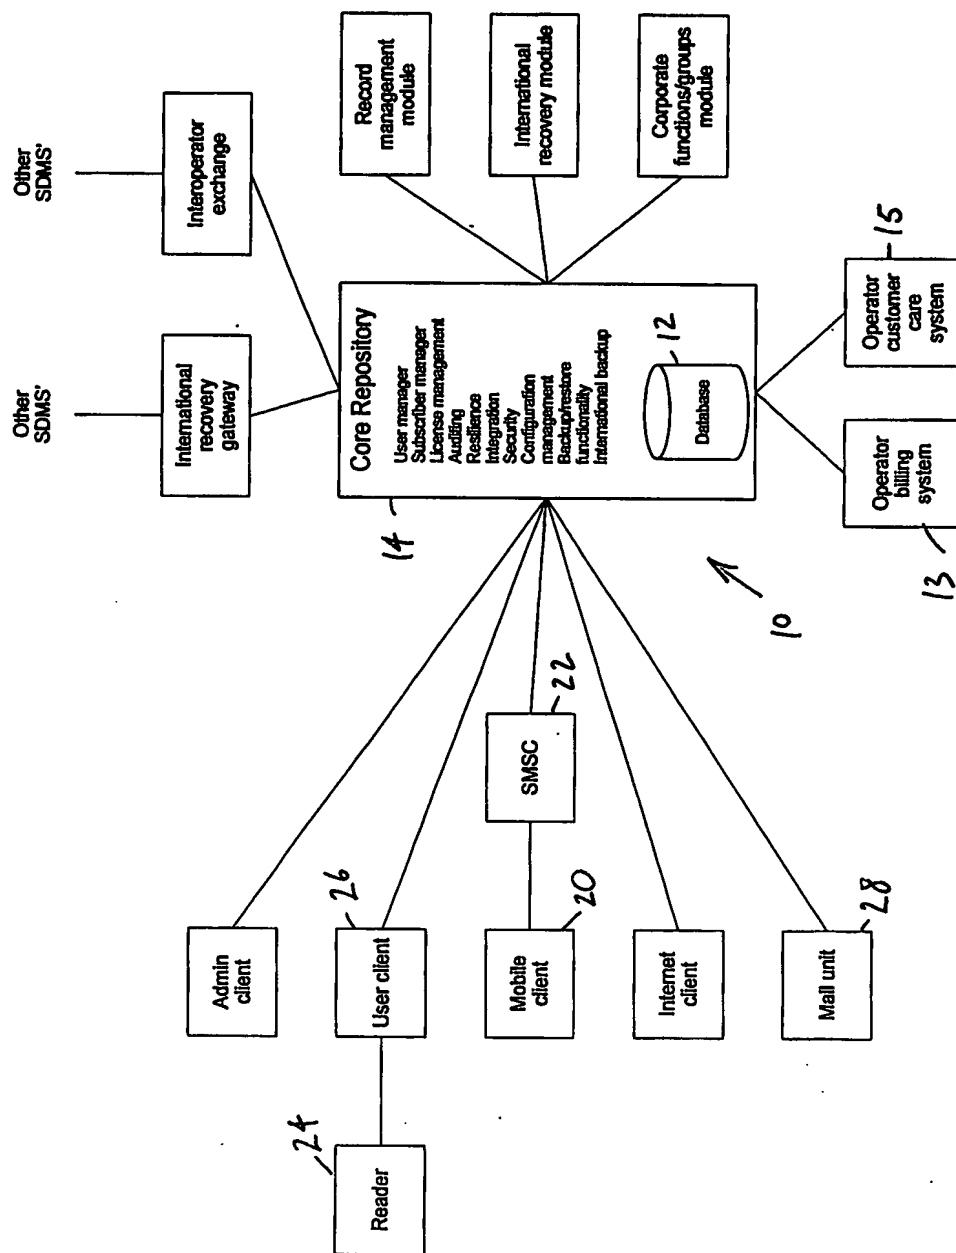 Other
SDMS'
Other
SDMS'
International
recovery
gateway
Interoperator
exchange
Admin
client
26
User client
24
Reader
SMSC
22
Mobile
client
20
Internet
client
Mail unit
28
14
Core Repository
User manager
Subscriber manager
License management
Auditing
Resilience
Integration
Security
Configuration
management
Backup/restore
functionality
International backup
12
Database
10
Record
management
module
International
recovery module
Corporate
functions/groups
module
Operator
billing
system
13
Operator
customer
care
system
15